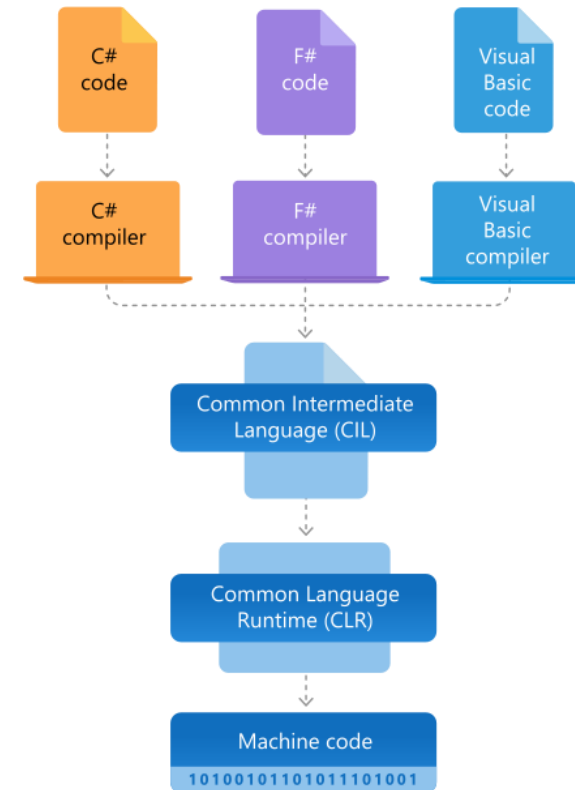 C#
code
F#
code
Visual
Basic
code
C#
compiler
F#
compiler
Visual
Basic
compiler
Common Intermediate
Language (CIL)
Common Language
Runtime (CLR)
Machine code
10100101101011101001